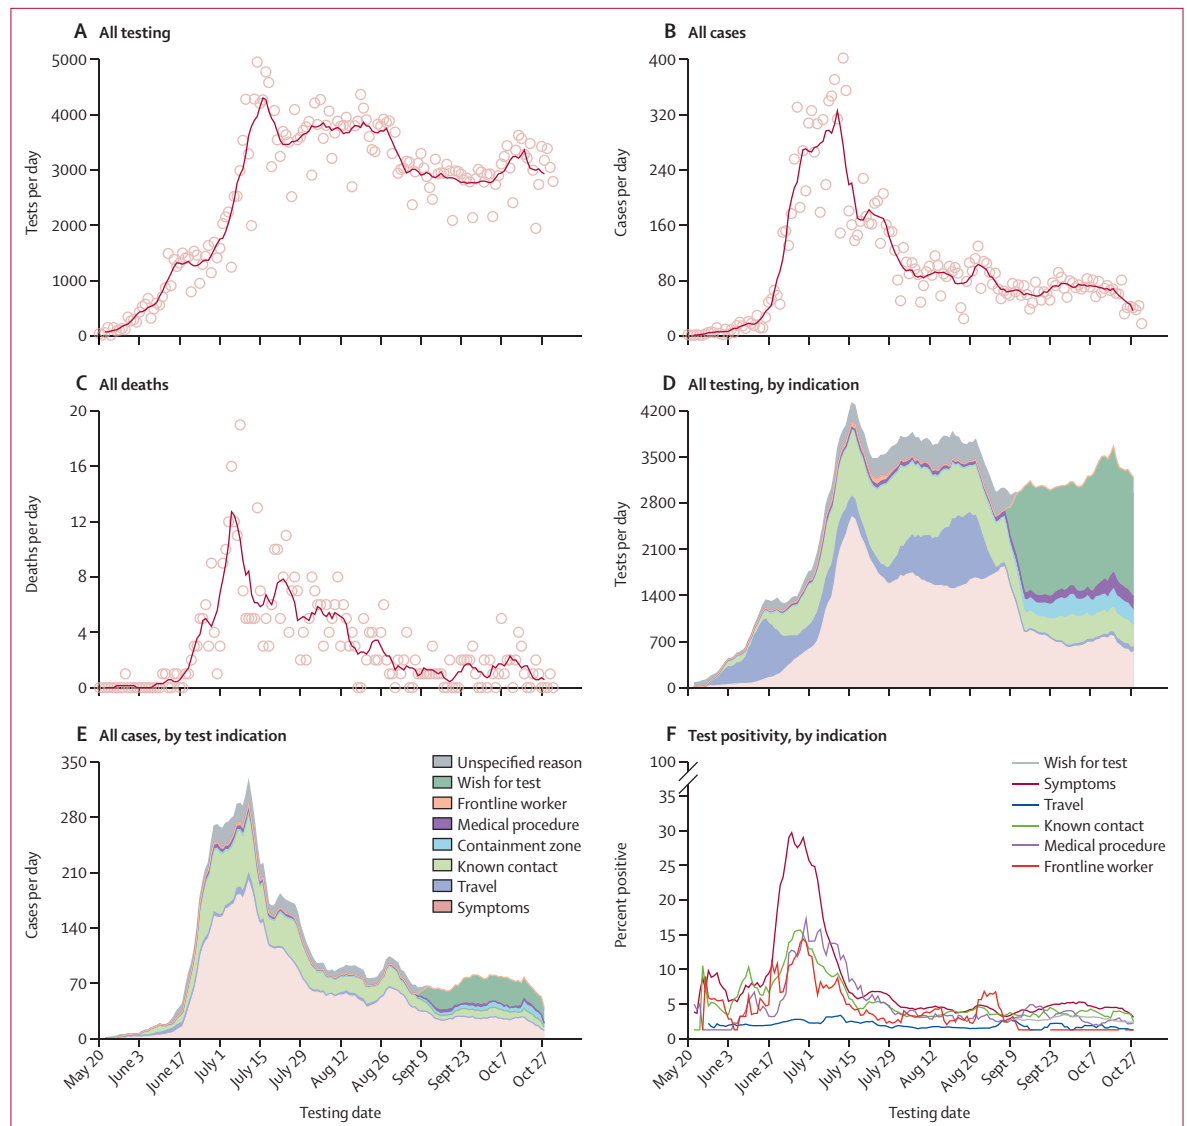 A All testing
5000
4000
3000
2000
1000
0
Tests per day
B All cases
400
320
240
160
80
0
Cases per day
C All deaths
20
16
12
8
4
0
Deaths per day
D All testing, by indication
4200
3500
2800
2100
1400
700
0
Tests per day
E All cases, by test indication
350
280
210
140
70
0
Cases per day
Unspecified reason
Wish for test
Frontline worker
Medical procedure
Containment zone
Known contact
Travel
Symptoms
May 20
June 3
June 17
July 1
July 15
July 29
Aug 12
Aug 26
Sept 9
Sept 23
Oct 7
Oct 27
Testing date
F Test positivity, by indication
100
35
30
25
20
15
10
5
0
Percent positive
Wish for test
Symptoms
Travel
Known contact
Medical procedure
Frontline worker
May 20
June 3
June 17
July 1
July 15
July 29
Aug 12
Aug 26
Sept 9
Sept 23
Oct 7
Oct 27
Testing date